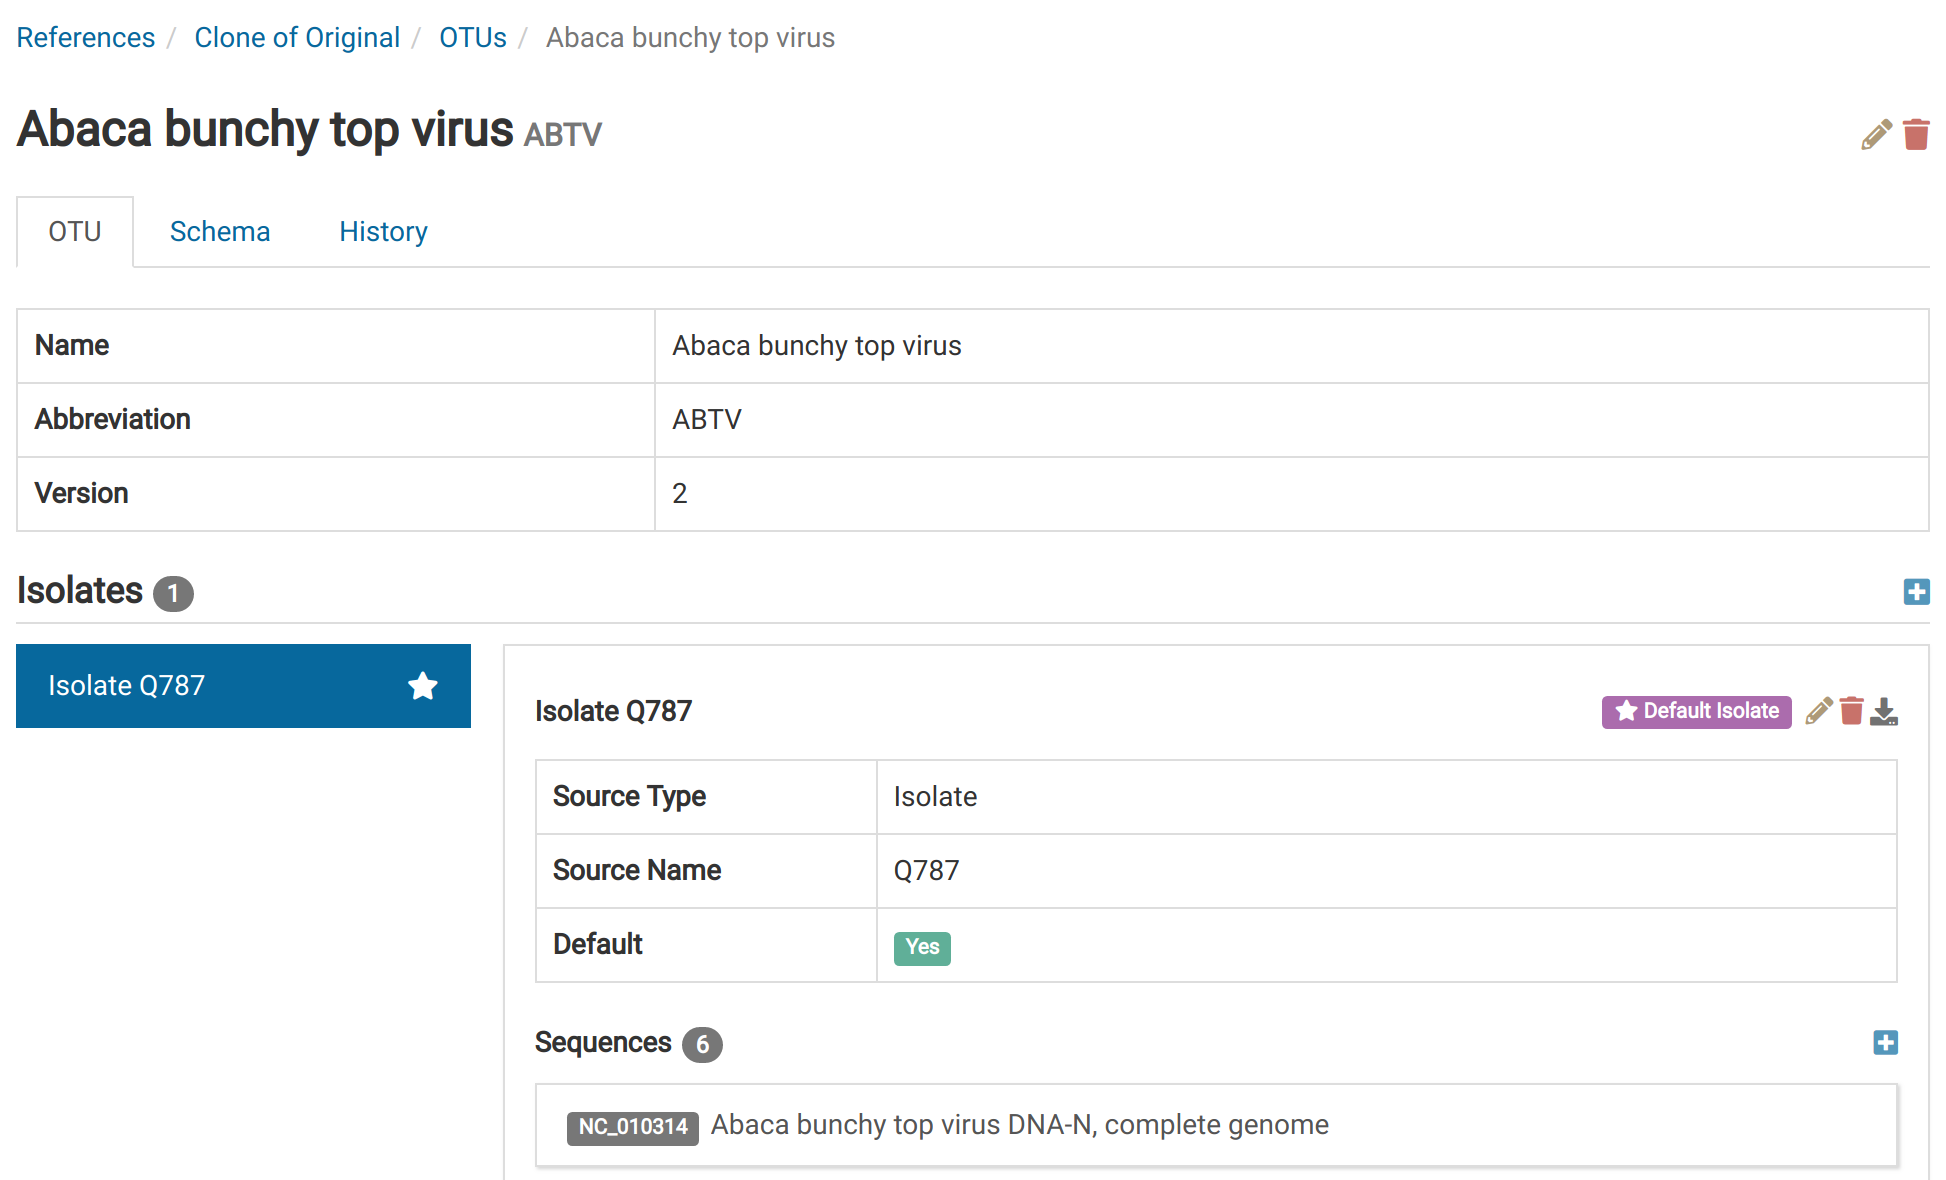 References / Clone of Original / OTUs / Abaca bunchy top virus
Abaca bunchy top virus ABTV
OTU Schema History
Name Abaca bunchy top virus
Abbreviation ABTV
Version 2
Isolates 1
Isolate Q787
Isolate Q787 Default Isolate
Source Type Isolate
Source Name Q787
Default Yes
Sequences 6
NC_010314 Abaca bunchy top virus DNA-N, complete genome